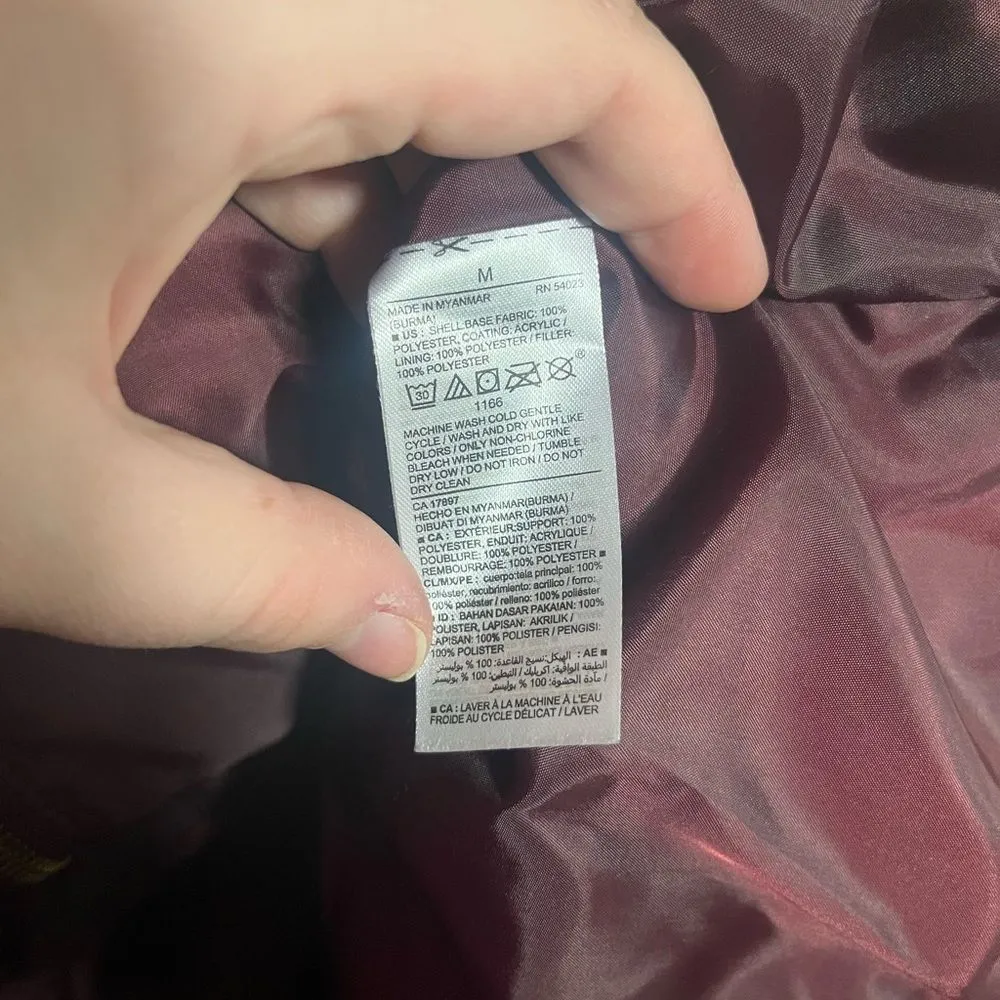 M
RN 54023
MADE IN MYANMAR
(BURMA)
■ US : SHELL:BASE FABRIC: 100%
POLYESTER, COATING: ACRYLIC /
LINING: 100% POLYESTER / FILLER:
100% POLYESTER
30
®
1166
MACHINE WASH COLD GENTLE
CYCLE / WASH AND DRY WITH LIKE
COLORS / ONLY NON-CHLORINE
BLEACH WHEN NEEDED / TUMBLE
DRY LOW / DO NOT IRON / DO NOT
DRY CLEAN
CA 17897
HECHO EN MYANMAR(BURMA) /
DIBUAT DI MYANMAR (BURMA)
■ CA : EXTÉRIEUR:SUPPORT: 100%
POLYESTER, ENDUIT: ACRYLIQUE /
DOUBLURE: 100% POLYESTER /
REMBOURRAGE: 100% POLYESTER ■
CL/MX/PE : cuerpo:tela principal: 100%
poliéster, recubrimiento: acrílico / forro:
100% poliéster / relleno: 100% poliéster
ID : BAHAN DASAR PAKAIAN: 100%
POLISTER, LAPISAN: AKRILIK /
LAPISAN: 100% POLISTER / PENGISI:
100% POLISTER
■ AE : الهيكل:نسيج القاعدة: 100 % بوليستر
الطبقة الواقية: اكريليك / التبطين: 100 % بوليستر
/ مادة الحشوة: 100 % بوليستر
■ CA : LAVER À LA MACHINE À L'EAU
FROIDE AU CYCLE DÉLICAT / LAVER